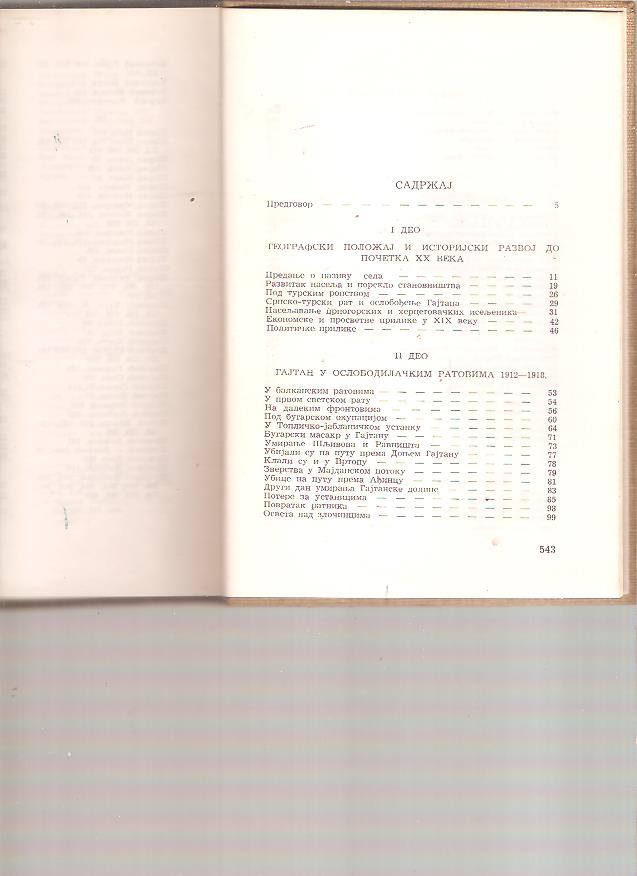 САДРЖАЈ
Предговор — — — — — — — — — — — 5
I ДЕО
ГЕОГРАФСКИ ПОЛОЖАЈ И ИСТОРИЈСКИ РАЗВОЈ ДО
ПОЧЕТКА XX ВЕКА
Предање о називу села — — — — — — — — 11
Развитак насеља и порекло становништва — — — — 19
Под турским ропством — — — — — — — — — 26
Српско-турски рат и ослобођење Гајтана — — — — 29
Насељавање црногорских и херцеговачких исељеника — 31
Економске и просветне прилике у XIX веку — — — 42
Политичке прилике — — — — — — — — — — 46
II ДЕО
ГАЈТАН У ОСЛОБОДИЛАЧКИМ РАТОВИМА 1912—1918.
У балканским ратовима — — — — — — — — — 53
У првом светском рату — — — — — — — — — 54
На далеким фронтовима — — — — — — — — 56
Под бугарском окупацијом — — — — — — — — 60
У Топличко-јабланичком устанку — — — — — — 64
Бугарски масакр у Гајтану — — — — — — — — 71
Умирање Шљивова и Равништа — — — — — — 73
Убијали су на путу према Доњем Гајтану — — — — 77
Клали су и у Вртопу — — — — — — — — — 78
Зверства у Мајданском потоку — — — — — — — 79
Убице на путу према Ађинцу — — — — — — — 81
Други дан умирања Гајтанске долине — — — — — 83
Потере за устаницима — — — — — — — — — 85
Повратак ратника — — — — — — — — — — 98
Освета над злочинцима — — — — — — — — — 99
543